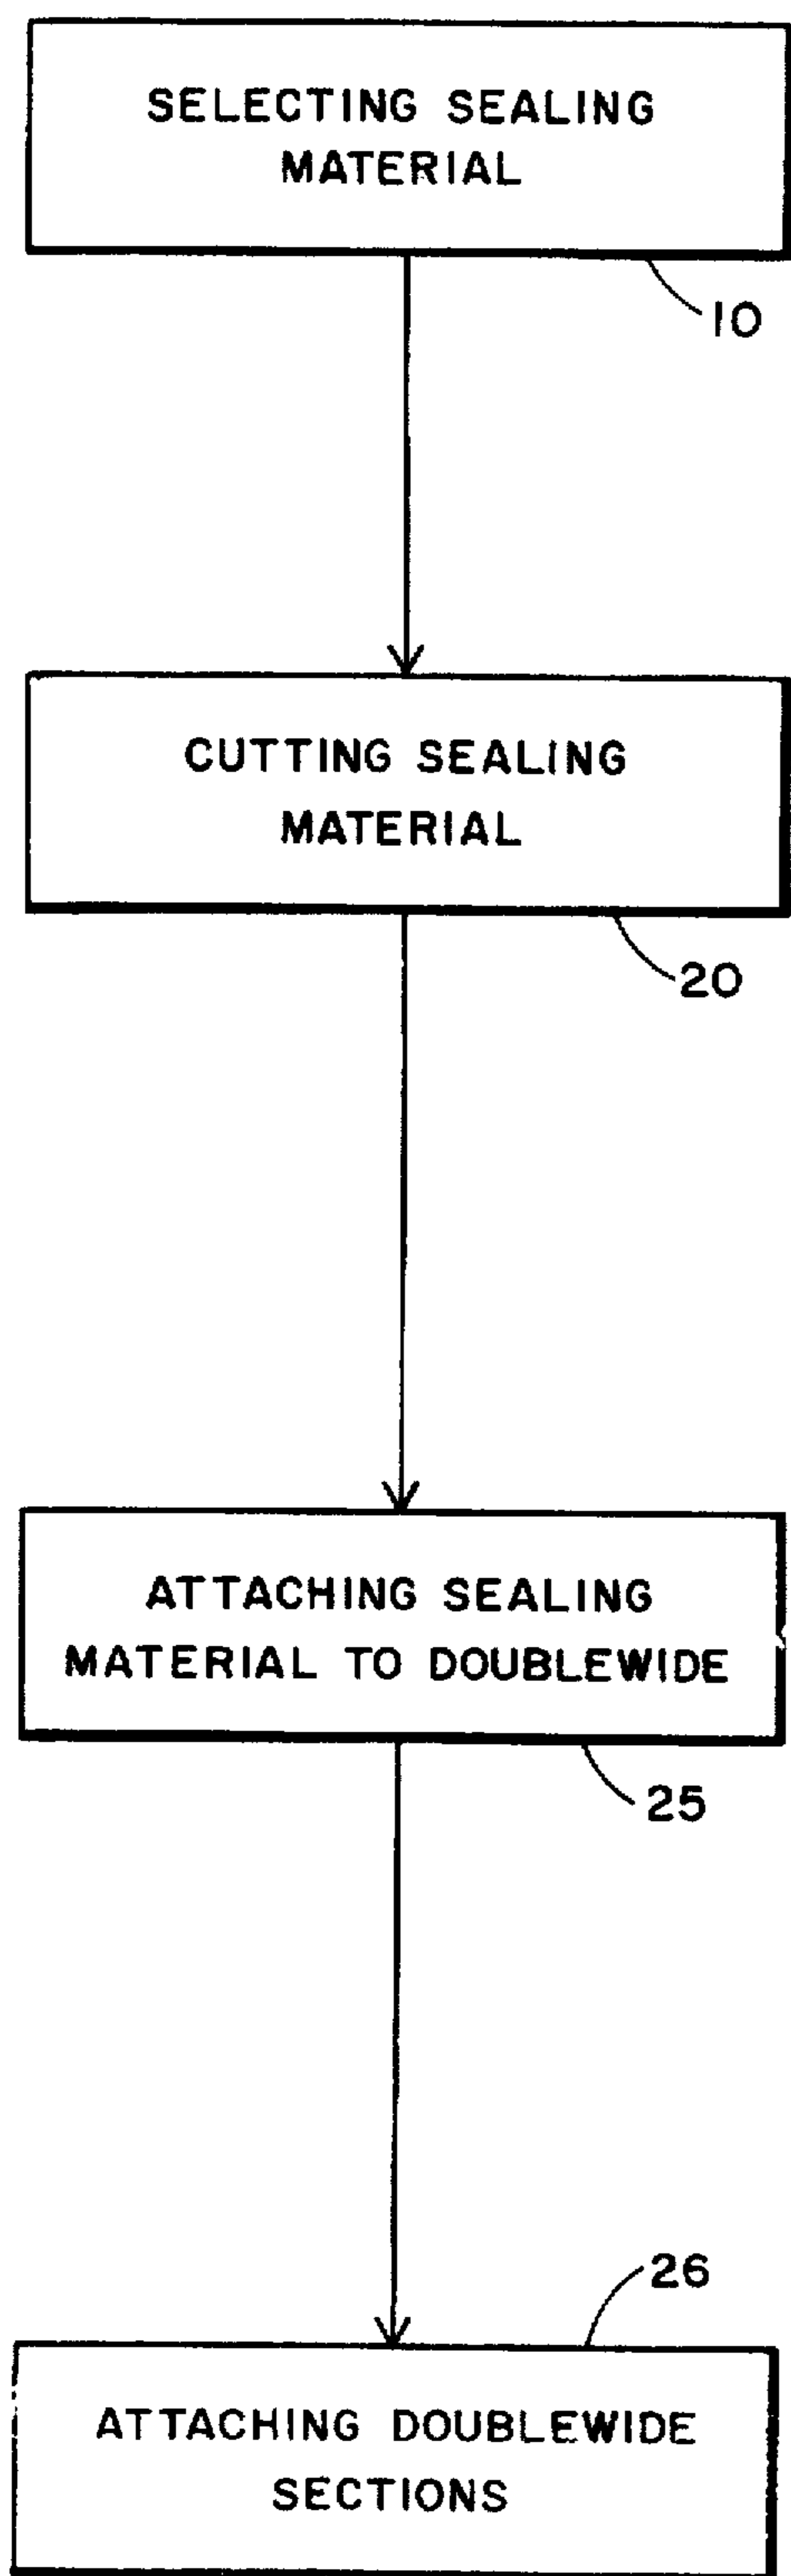 SELECTING SEALING
MATERIAL
10
CUTTING SEALING
MATERIAL
20
ATTACHING SEALING
MATERIAL TO DOUBLEWIDE
25
26
ATTACHING DOUBLEWIDE
SECTIONS